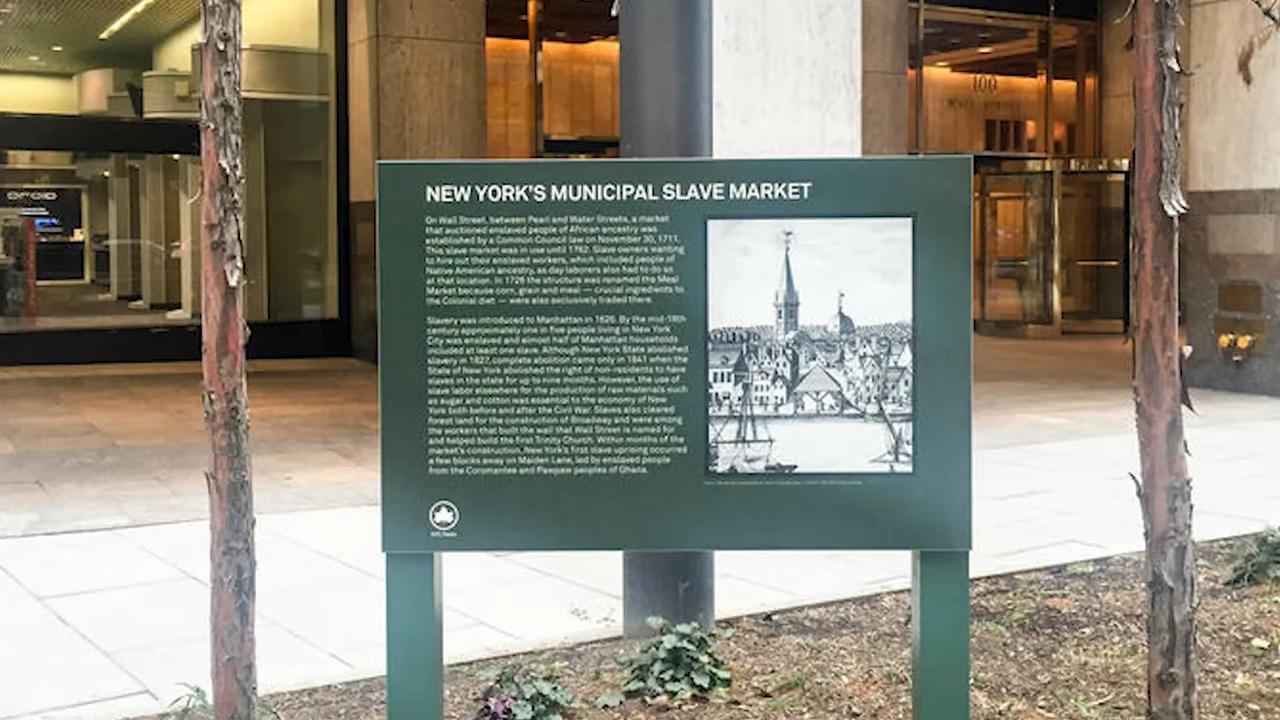 DROID
100
WALL STREET
NEW YORK'S MUNICIPAL SLAVE MARKET
On Wall Street, between Pearl and Water Streets, a market
that auctioned enslaved people of African ancestry was
established by a Common Council law on November 30, 1711.
This slave market was in use until 1762. Slave owners wanting
to hire out their enslaved workers, which included people of
Native American ancestry, as day laborers also had to do so
at that location. In 1726 the structure was renamed the Meal
Market because corn, grain and meal — crucial ingredients to
the Colonial diet — were also exclusively traded there.
Slavery was introduced to Manhattan in 1626. By the mid-18th
century approximately one in five people living in New York
City was enslaved and almost half of Manhattan households
included at least one slave. Although New York State abolished
slavery in 1827, complete abolition came only in 1841 when the
State of New York abolished the right of non-residents to have
slaves in the state for up to nine months. However, the use of
slave labor elsewhere for the production of raw materials such
as sugar and cotton was essential to the economy of New
York both before and after the Civil War. Slaves also cleared
forest land for the construction of Broadway and were among
the workers that built the wall that Wall Street is named for
and helped build the first Trinity Church. Within months of the
market's construction, New York's first slave uprising occurred
a few blocks away on Maiden Lane, led by enslaved people
from the Coromantee and Pawpaw peoples of Ghana.
NYC Parks